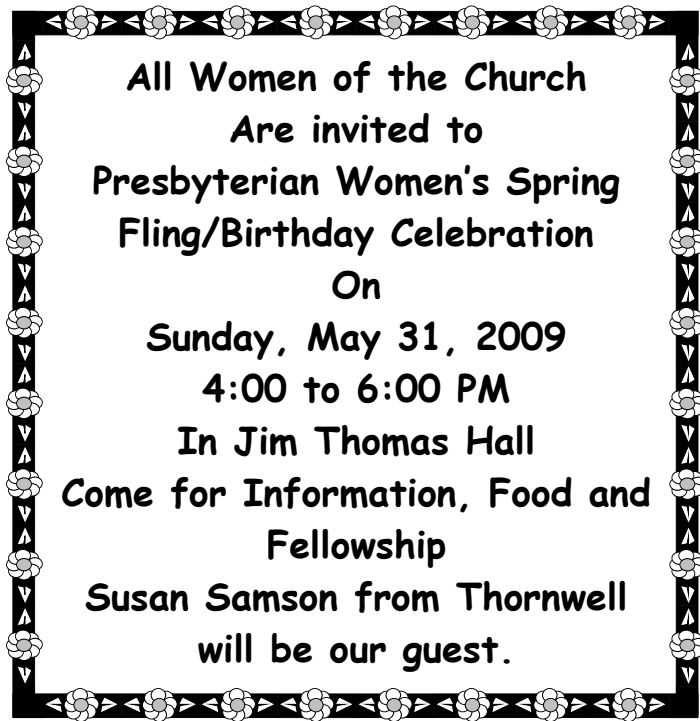 All Women of the Church
Are invited to
Presbyterian Women's Spring
Fling/Birthday Celebration
On
Sunday, May 31, 2009
4:00 to 6:00 PM
In Jim Thomas Hall
Come for Information, Food and
Fellowship
Susan Samson from Thornwell
will be our guest.